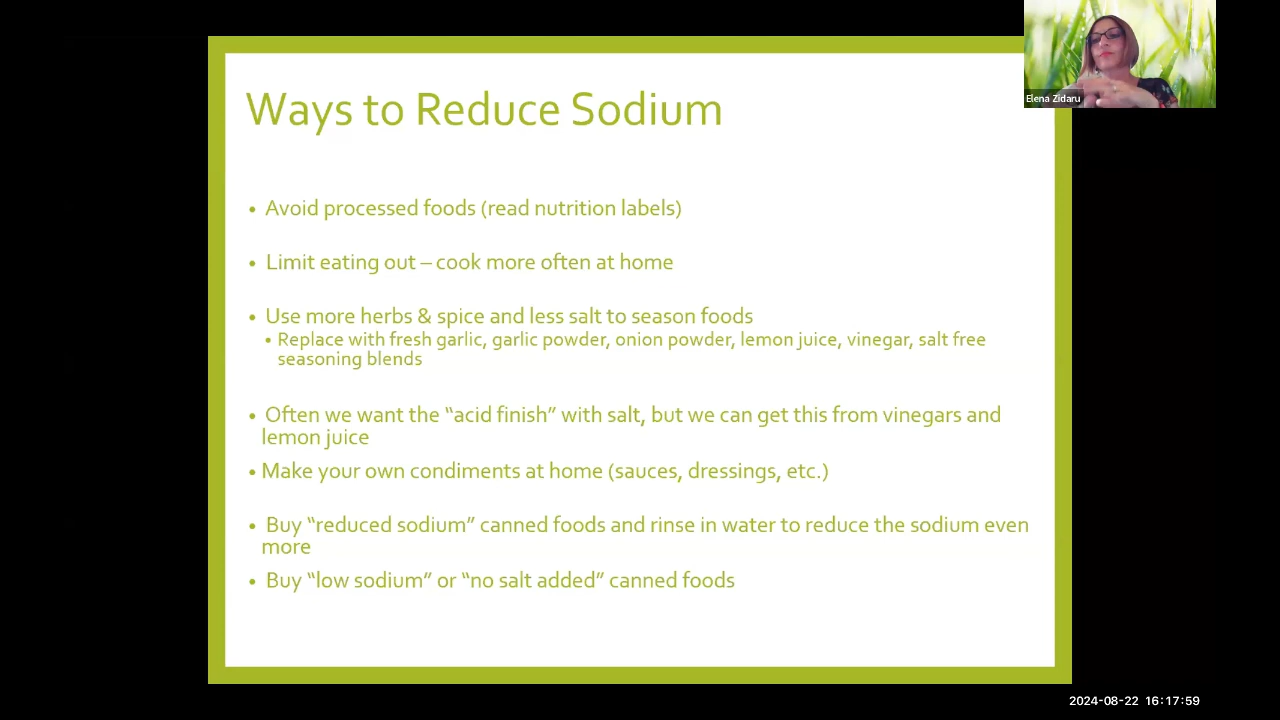 Elena Zidaru
Ways to Reduce Sodium
• Avoid processed foods (read nutrition labels)
• Limit eating out – cook more often at home
• Use more herbs & spice and less salt to season foods
• Replace with fresh garlic, garlic powder, onion powder, lemon juice, vinegar, salt free
seasoning blends
• Often we want the “acid finish” with salt, but we can get this from vinegars and
lemon juice
• Make your own condiments at home (sauces, dressings, etc.)
• Buy “reduced sodium” canned foods and rinse in water to reduce the sodium even
more
• Buy “low sodium” or “no salt added” canned foods
2024-08-22 16:17:59